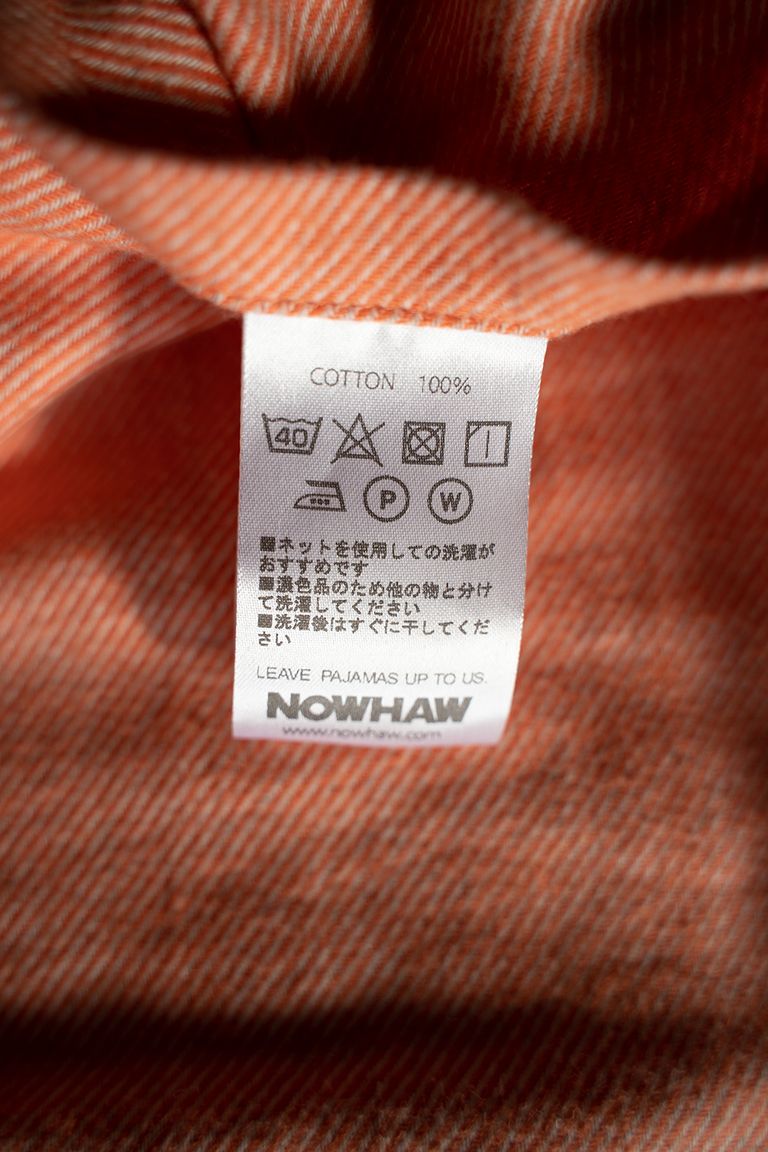 COTTON 100%
40
P W
■ネットを使用しての洗濯が
おすすめです
■濃色品のため他の物と分け
て洗濯してください
■洗濯後はすぐに干してくだ
さい
LEAVE PAJAMAS UP TO US.
NOWHAW
www.nowhaw.com